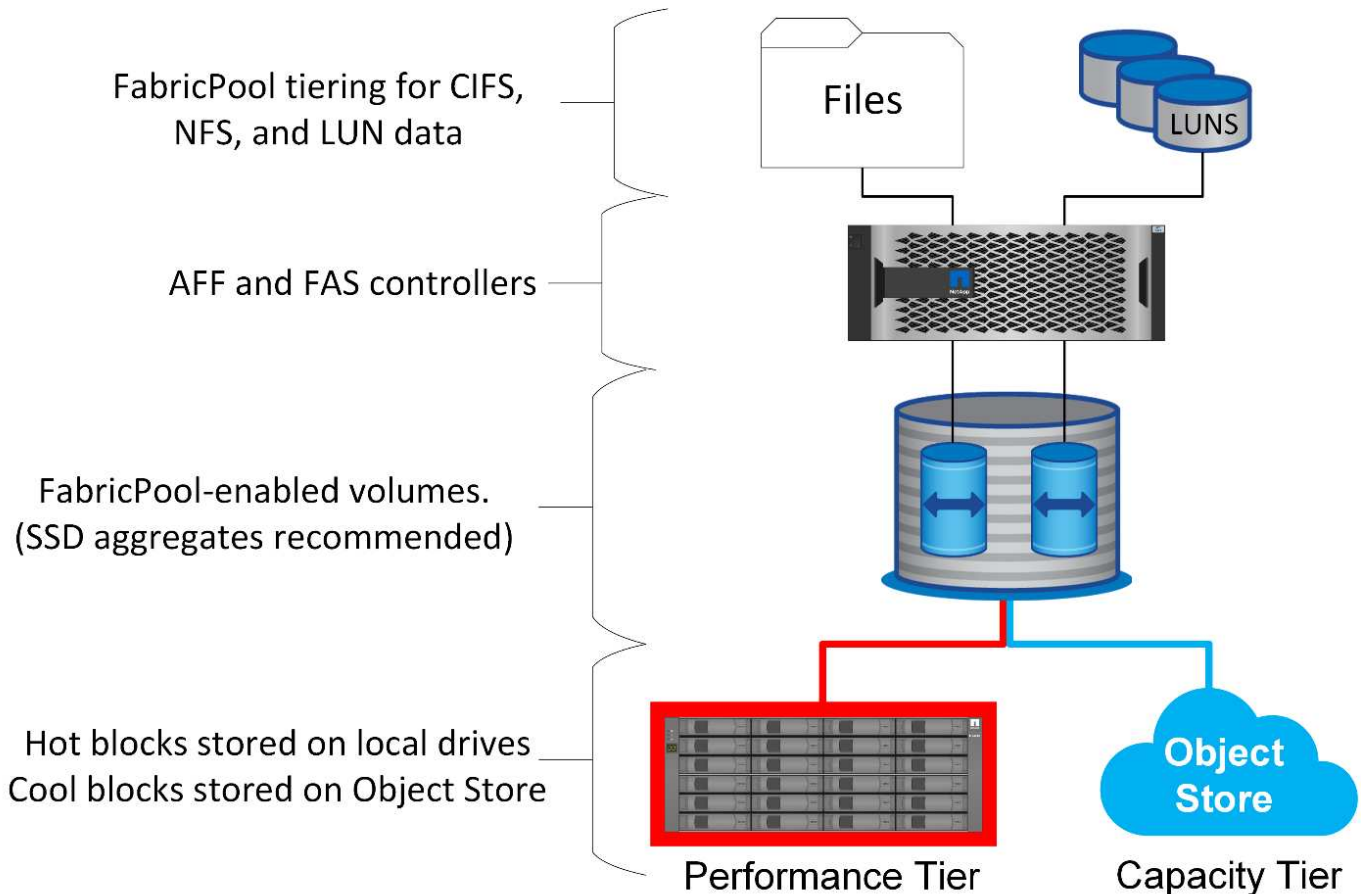 FabricPool tiering for CIFS,
NFS, and LUN data
Files
LUNS
AFF and FAS controllers
NetApp
FabricPool-enabled volumes.
(SSD aggregates recommended)
Hot blocks stored on local drives
Cool blocks stored on Object Store
Object
Store
Performance Tier
Capacity Tier